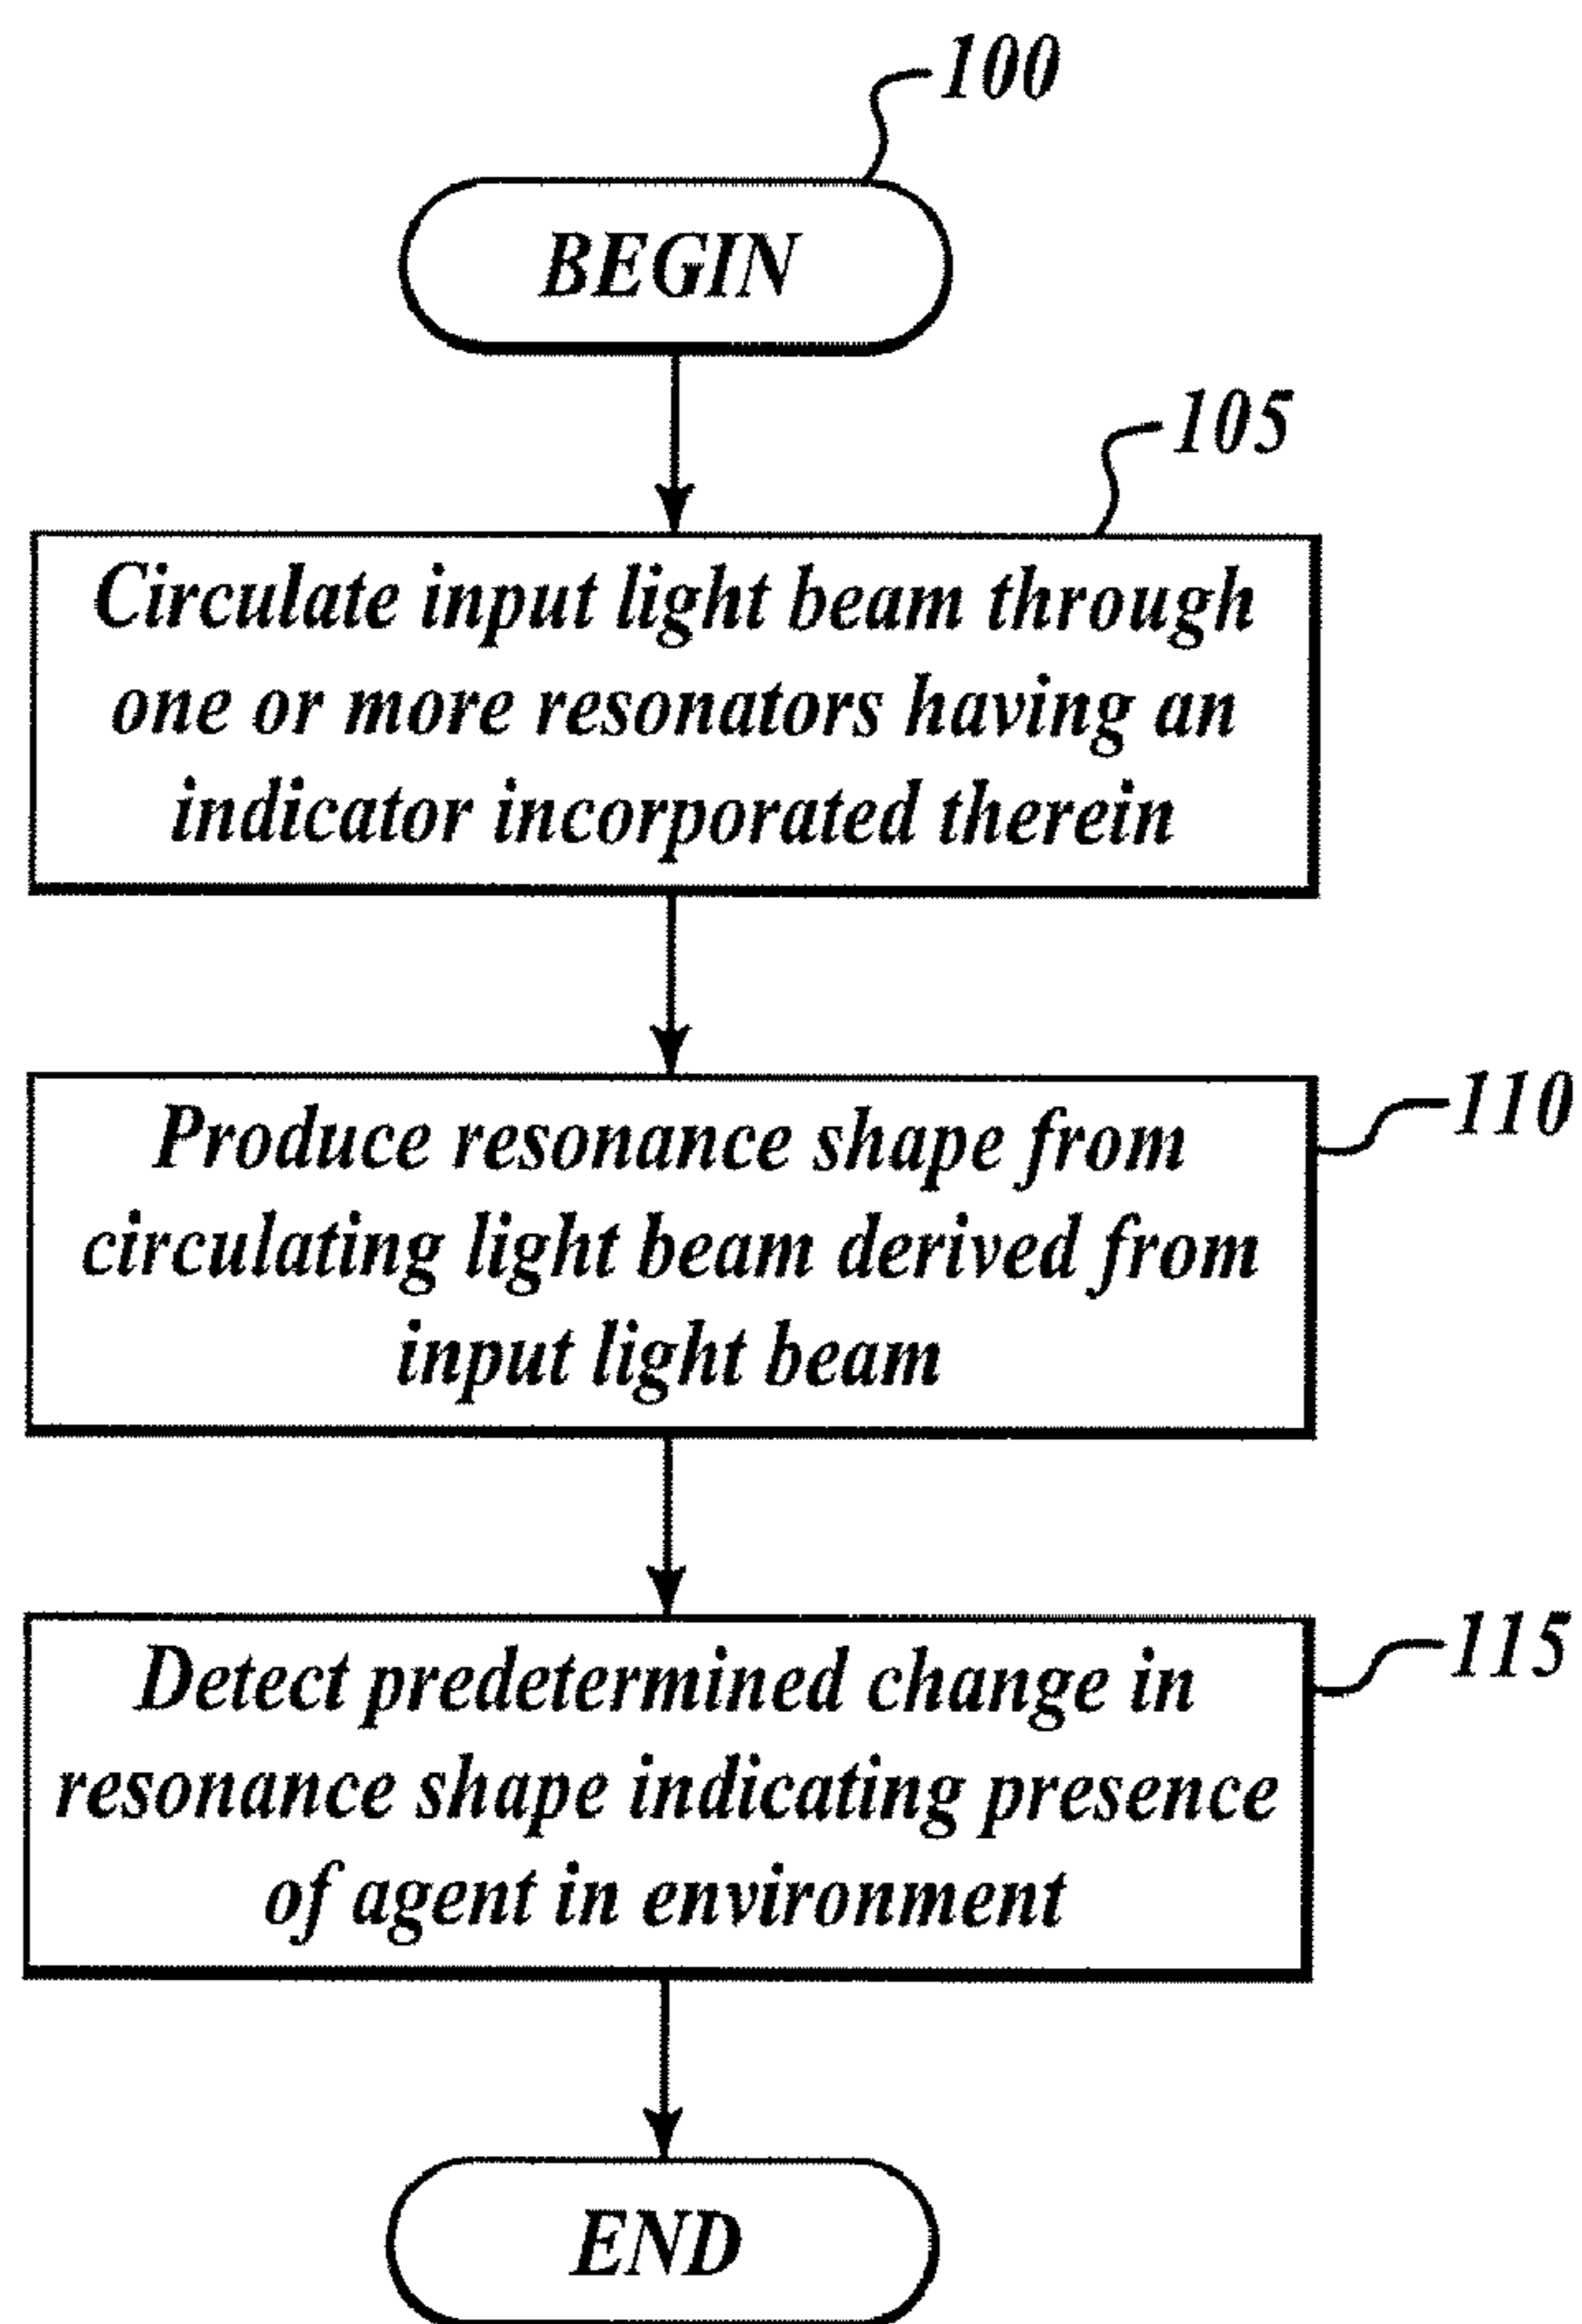 100
BEGIN
105
Circulate input light beam through
one or more resonators having an
indicator incorporated therein
110
Produce resonance shape from
circulating light beam derived from
input light beam
115
Detect predetermined change in
resonance shape indicating presence
of agent in environment
END